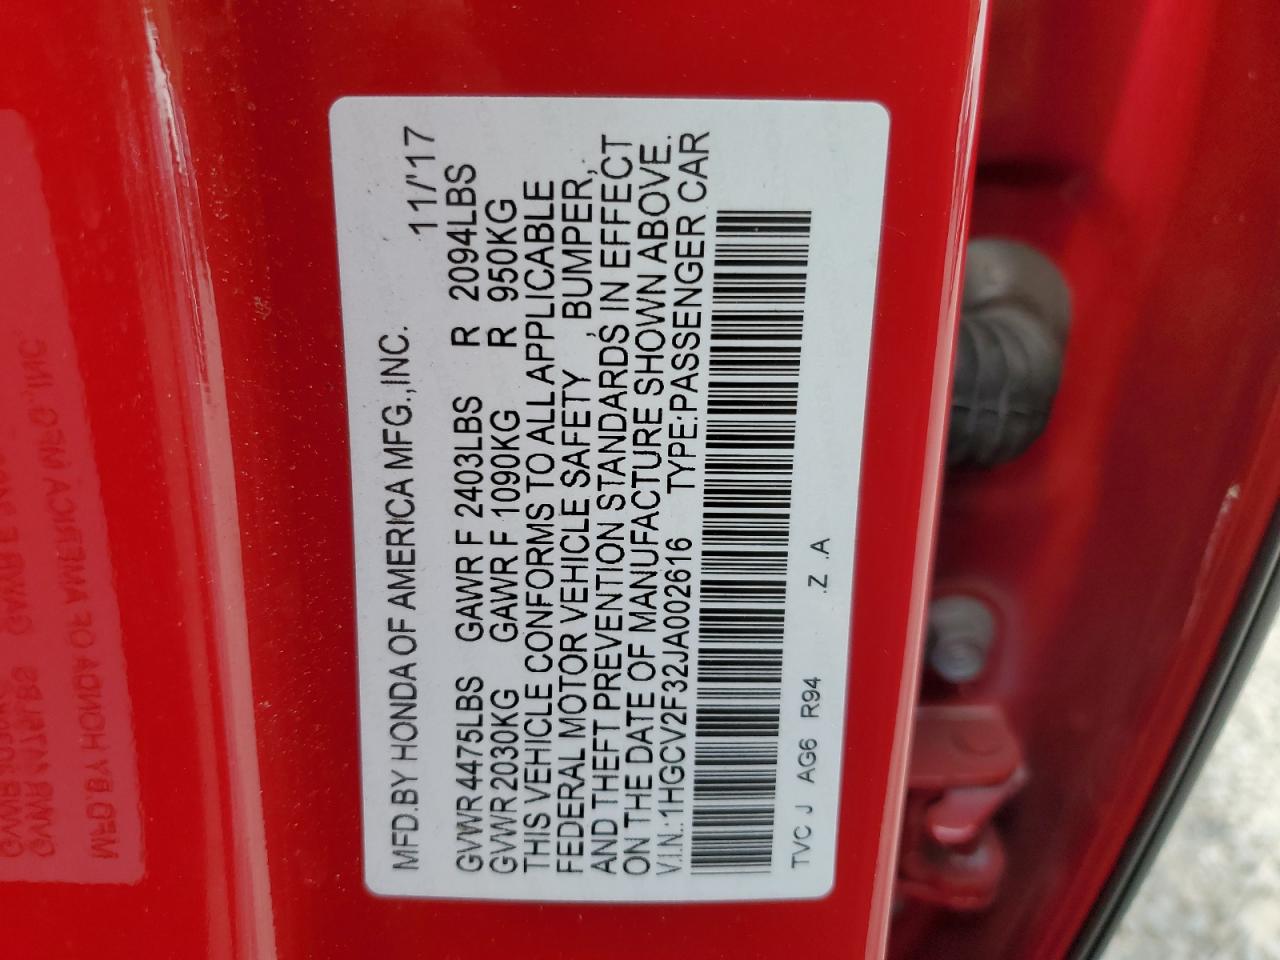 MFD.BY HONDA OF AMERICA MFG.,INC. 11/'17
GVWR 4475LBS GAWR F 2403LBS R 2094LBS
GVWR 2030KG GAWR F 1090KG R 950KG
THIS VEHICLE CONFORMS TO ALL APPLICABLE
FEDERAL MOTOR VEHICLE SAFETY , BUMPER,
AND THEFT PREVENTION STANDARDS, IN EFFECT
ON THE DATE OF MANUFACTURE SHOWN ABOVE.
V.I.N.:1HGCV2F32JA002616 TYPE:PASSENGER CAR
TVC J AG6 R94 .Z .A